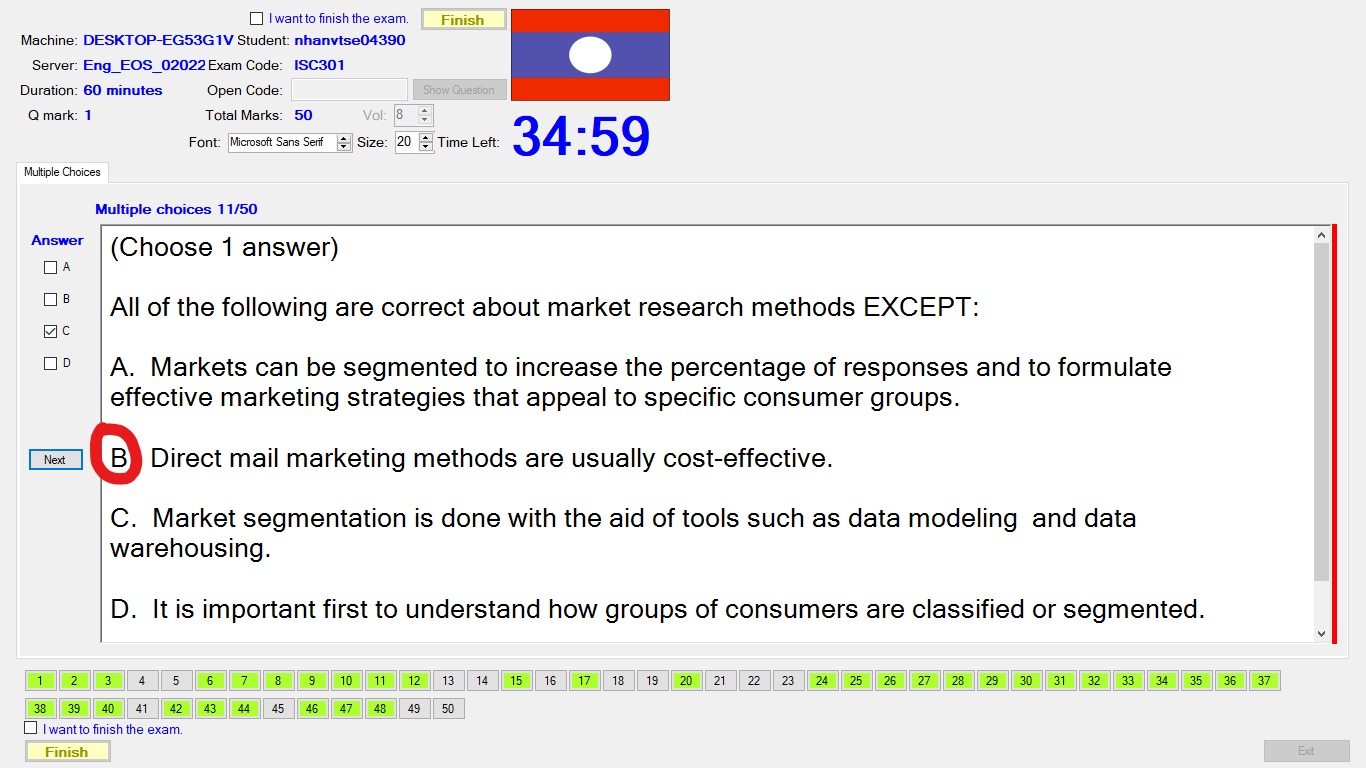 I want to finish the exam. Finish
Machine: DESKTOP-EG53G1V Student: nhanvtse04390
Server: Eng_EOS_02022 Exam Code: ISC301
Duration: 60 minutes Open Code: Show Question
Q mark: 1 Total Marks: 50 Vol: 8
Font: Microsoft Sans Serif Size: 20 Time Left: 34:59
Multiple Choices
Multiple choices 11/50
Answer
A
B
C
D
Next
(Choose 1 answer)
All of the following are correct about market research methods EXCEPT:
A. Markets can be segmented to increase the percentage of responses and to formulate
effective marketing strategies that appeal to specific consumer groups.
B Direct mail marketing methods are usually cost-effective.
C. Market segmentation is done with the aid of tools such as data modeling and data
warehousing.
D. It is important first to understand how groups of consumers are classified or segmented.
1 2 3 4 5 6 7 8 9 10 11 12 13 14 15 16 17 18 19 20 21 22 23 24 25 26 27 28 29 30 31 32 33 34 35 36 37
38 39 40 41 42 43 44 45 46 47 48 49 50
I want to finish the exam.
Finish Exit